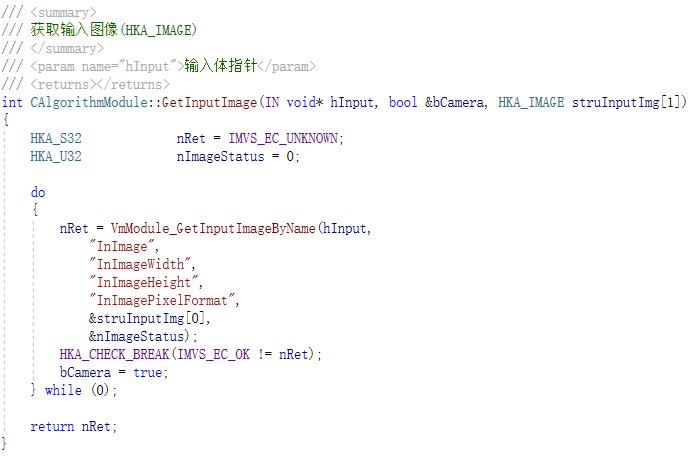 /// <summary>
/// 获取输入图像(HKA_IMAGE)
/// </summary>
/// <param name="hInput">输入体指针</param>
/// <returns></returns>
int CAlgorithmModule::GetInputImage(IN void* hInput, bool &bCamera, HKA_IMAGE struInputImg[1])
{
HKA_S32 nRet = IMVS_EC_UNKNOWN;
HKA_U32 nImageStatus = 0;
do
{
nRet = VmModule_GetInputImageByName(hInput,
"InImage",
"InImageWidth",
"InImageHeight",
"InImagePixelFormat",
&struInputImg[0],
&nImageStatus);
HKA_CHECK_BREAK(IMVS_EC_OK != nRet);
bCamera = true;
} while (0);
return nRet;
}